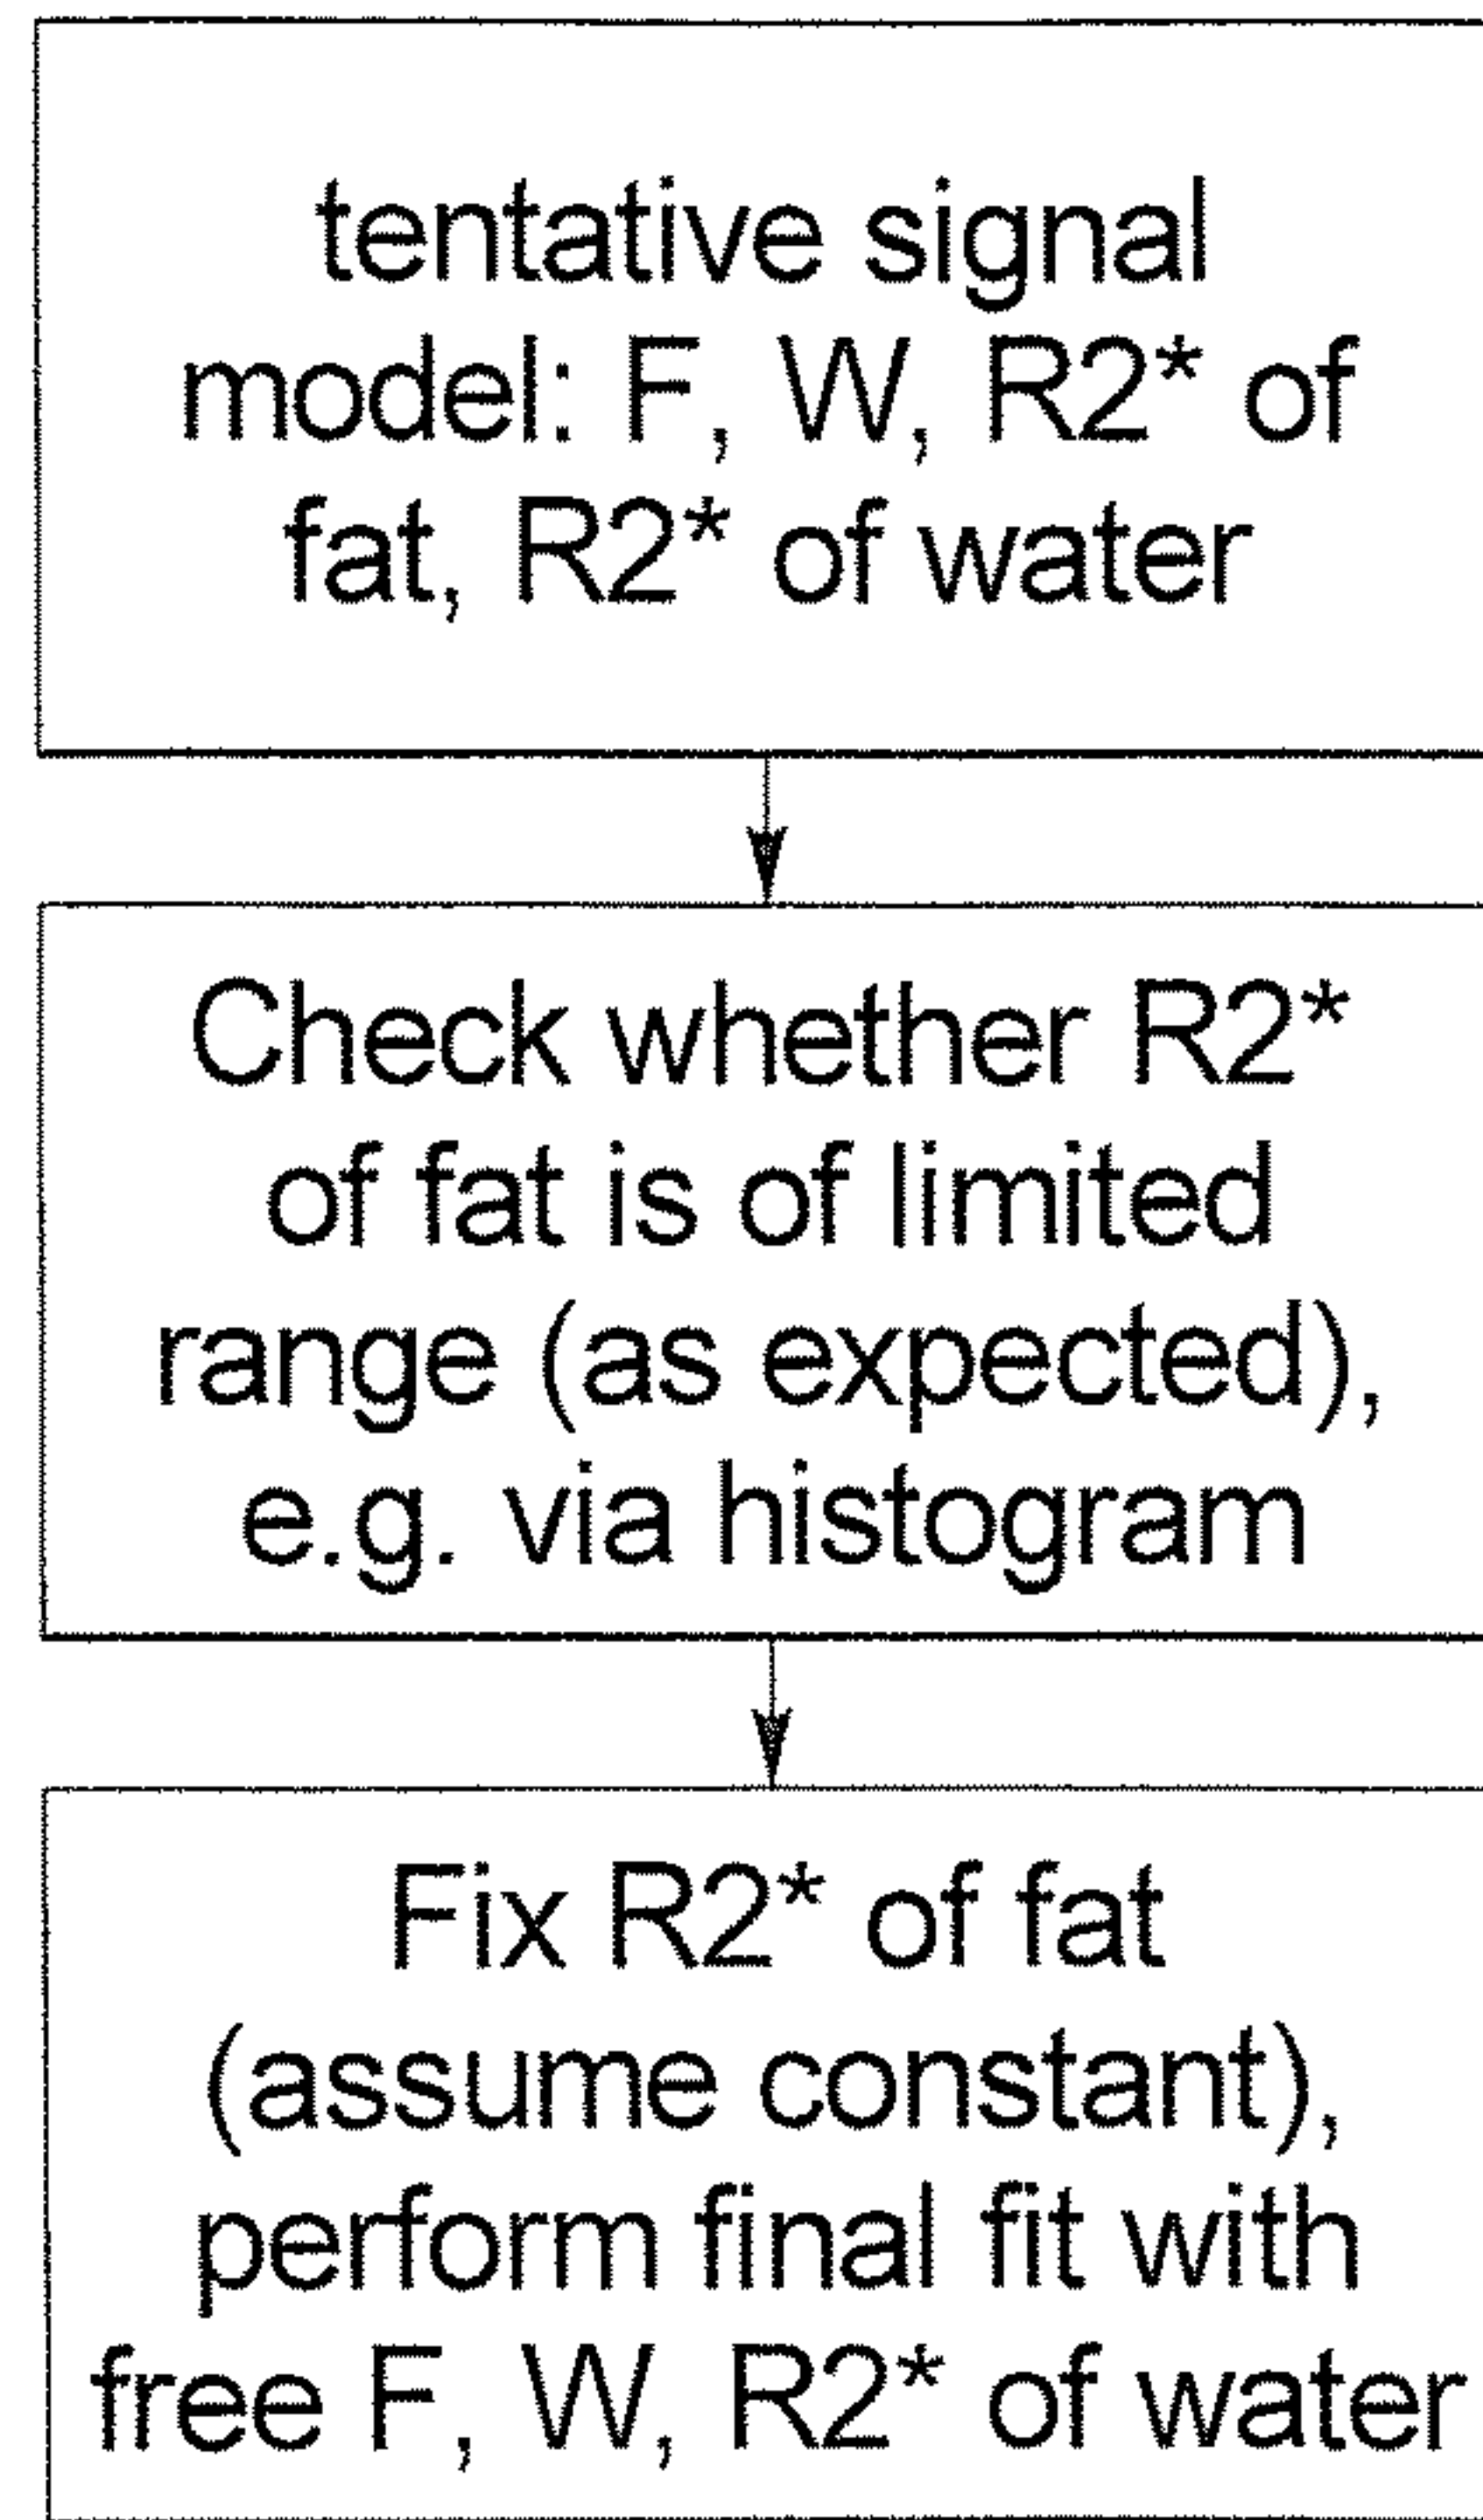 tentative signal
model: F, W, R2* of
fat, R2* of water
Check whether R2*
of fat is of limited
range (as expected),
e.g. via histogram
Fix R2* of fat
(assume constant),
perform final fit with
free F, W, R2* of water